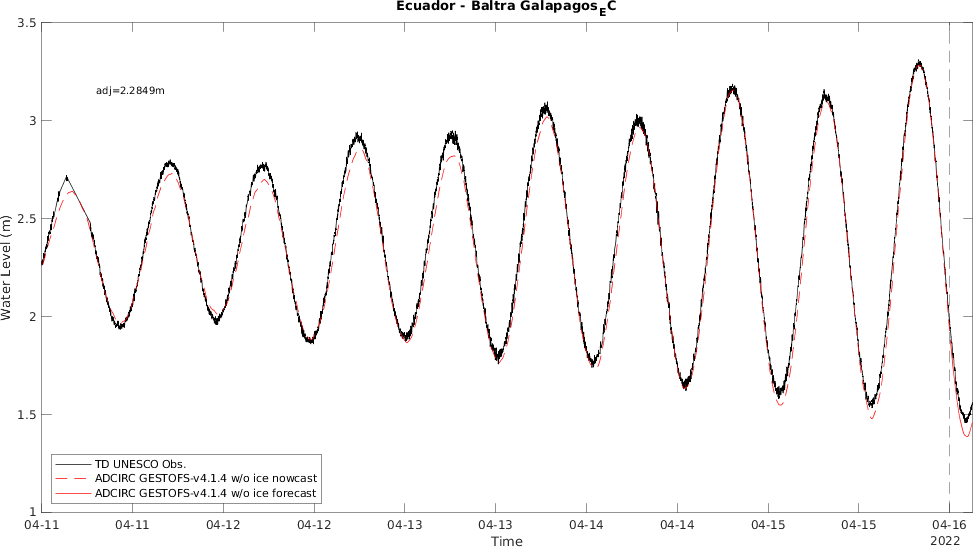 Ecuador - Baltra GalapagosEC
3.5
adj=2.2849m
3
2.5
Water Level (m)
2
1.5
TD UNESCO Obs.
ADCIRC GESTOFS-v4.1.4 w/o ice nowcast
ADCIRC GESTOFS-v4.1.4 w/o ice forecast
1
04-11 04-11 04-12 04-12 04-13 04-13 04-14 04-14 04-15 04-15 04-16
Time 2022